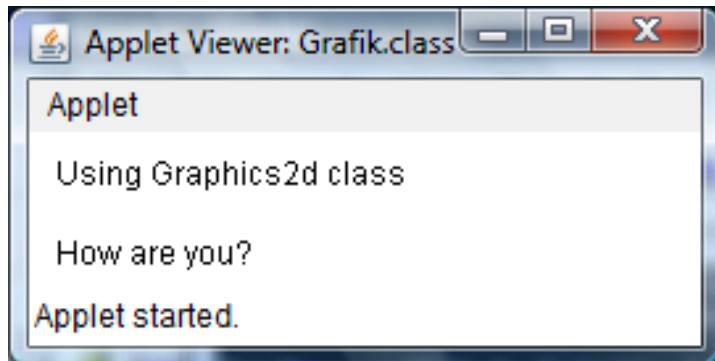 Applet Viewer: Grafik.class
Applet
Using Graphics2d class
How are you?
Applet started.